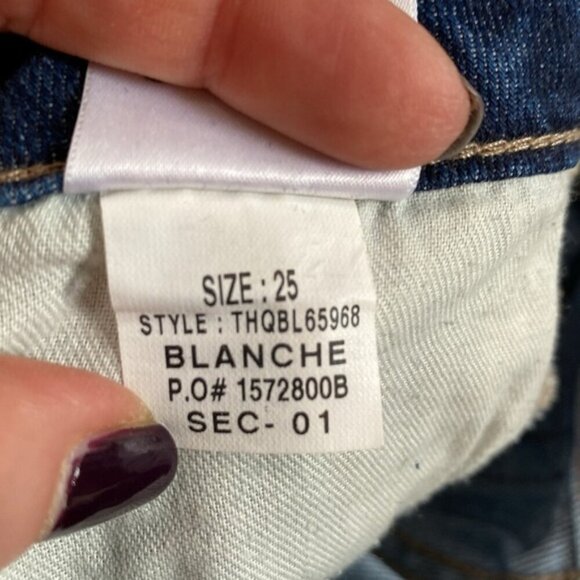 SIZE : 25
STYLE : THQBL65968
BLANCHE
P.O# 1572800B
SEC- 01